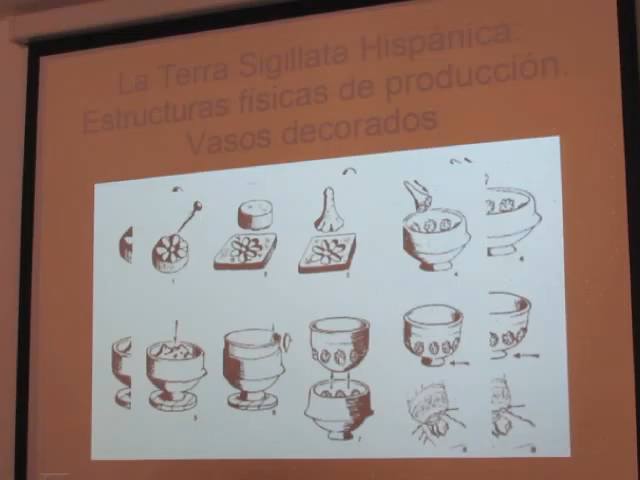 La Terra Sigillata Hispánica.
Estructuras físicas de producción.
Vasos decorados